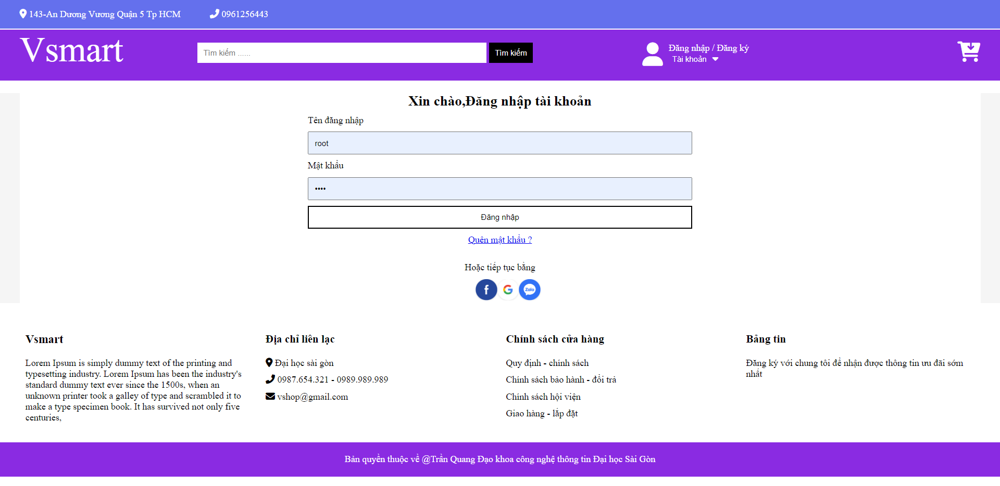 143-An Dương Vương Quận 5 Tp HCM
0961256443
Vsmart
Tìm kiếm ......
Tìm kiếm
Đăng nhập / Đăng ký
Tài khoản
Xin chào,Đăng nhập tài khoản
Tên đăng nhập
root
Mật khẩu
••••
Đăng nhập
Quên mật khẩu ?
Hoặc tiếp tục bằng
f
G
Zalo
Vsmart
Lorem Ipsum is simply dummy text of the printing and
typesetting industry. Lorem Ipsum has been the industry's
standard dummy text ever since the 1500s, when an
unknown printer took a galley of type and scrambled it to
make a type specimen book. It has survived not only five
centuries,
Địa chỉ liên lạc
Đại học sài gòn
0987.654.321 - 0989.989.989
vshop@gmail.com
Chính sách cửa hàng
Quy định - chính sách
Chính sách bảo hành - đổi trả
Chính sách hội viện
Giao hàng - lắp đặt
Bảng tin
Đăng ký với chung tôi để nhận được thông tin ưu đãi sớm
nhất
Bản quyền thuộc về @Trần Quang Đạo khoa công nghệ thông tin Đại học Sài Gòn